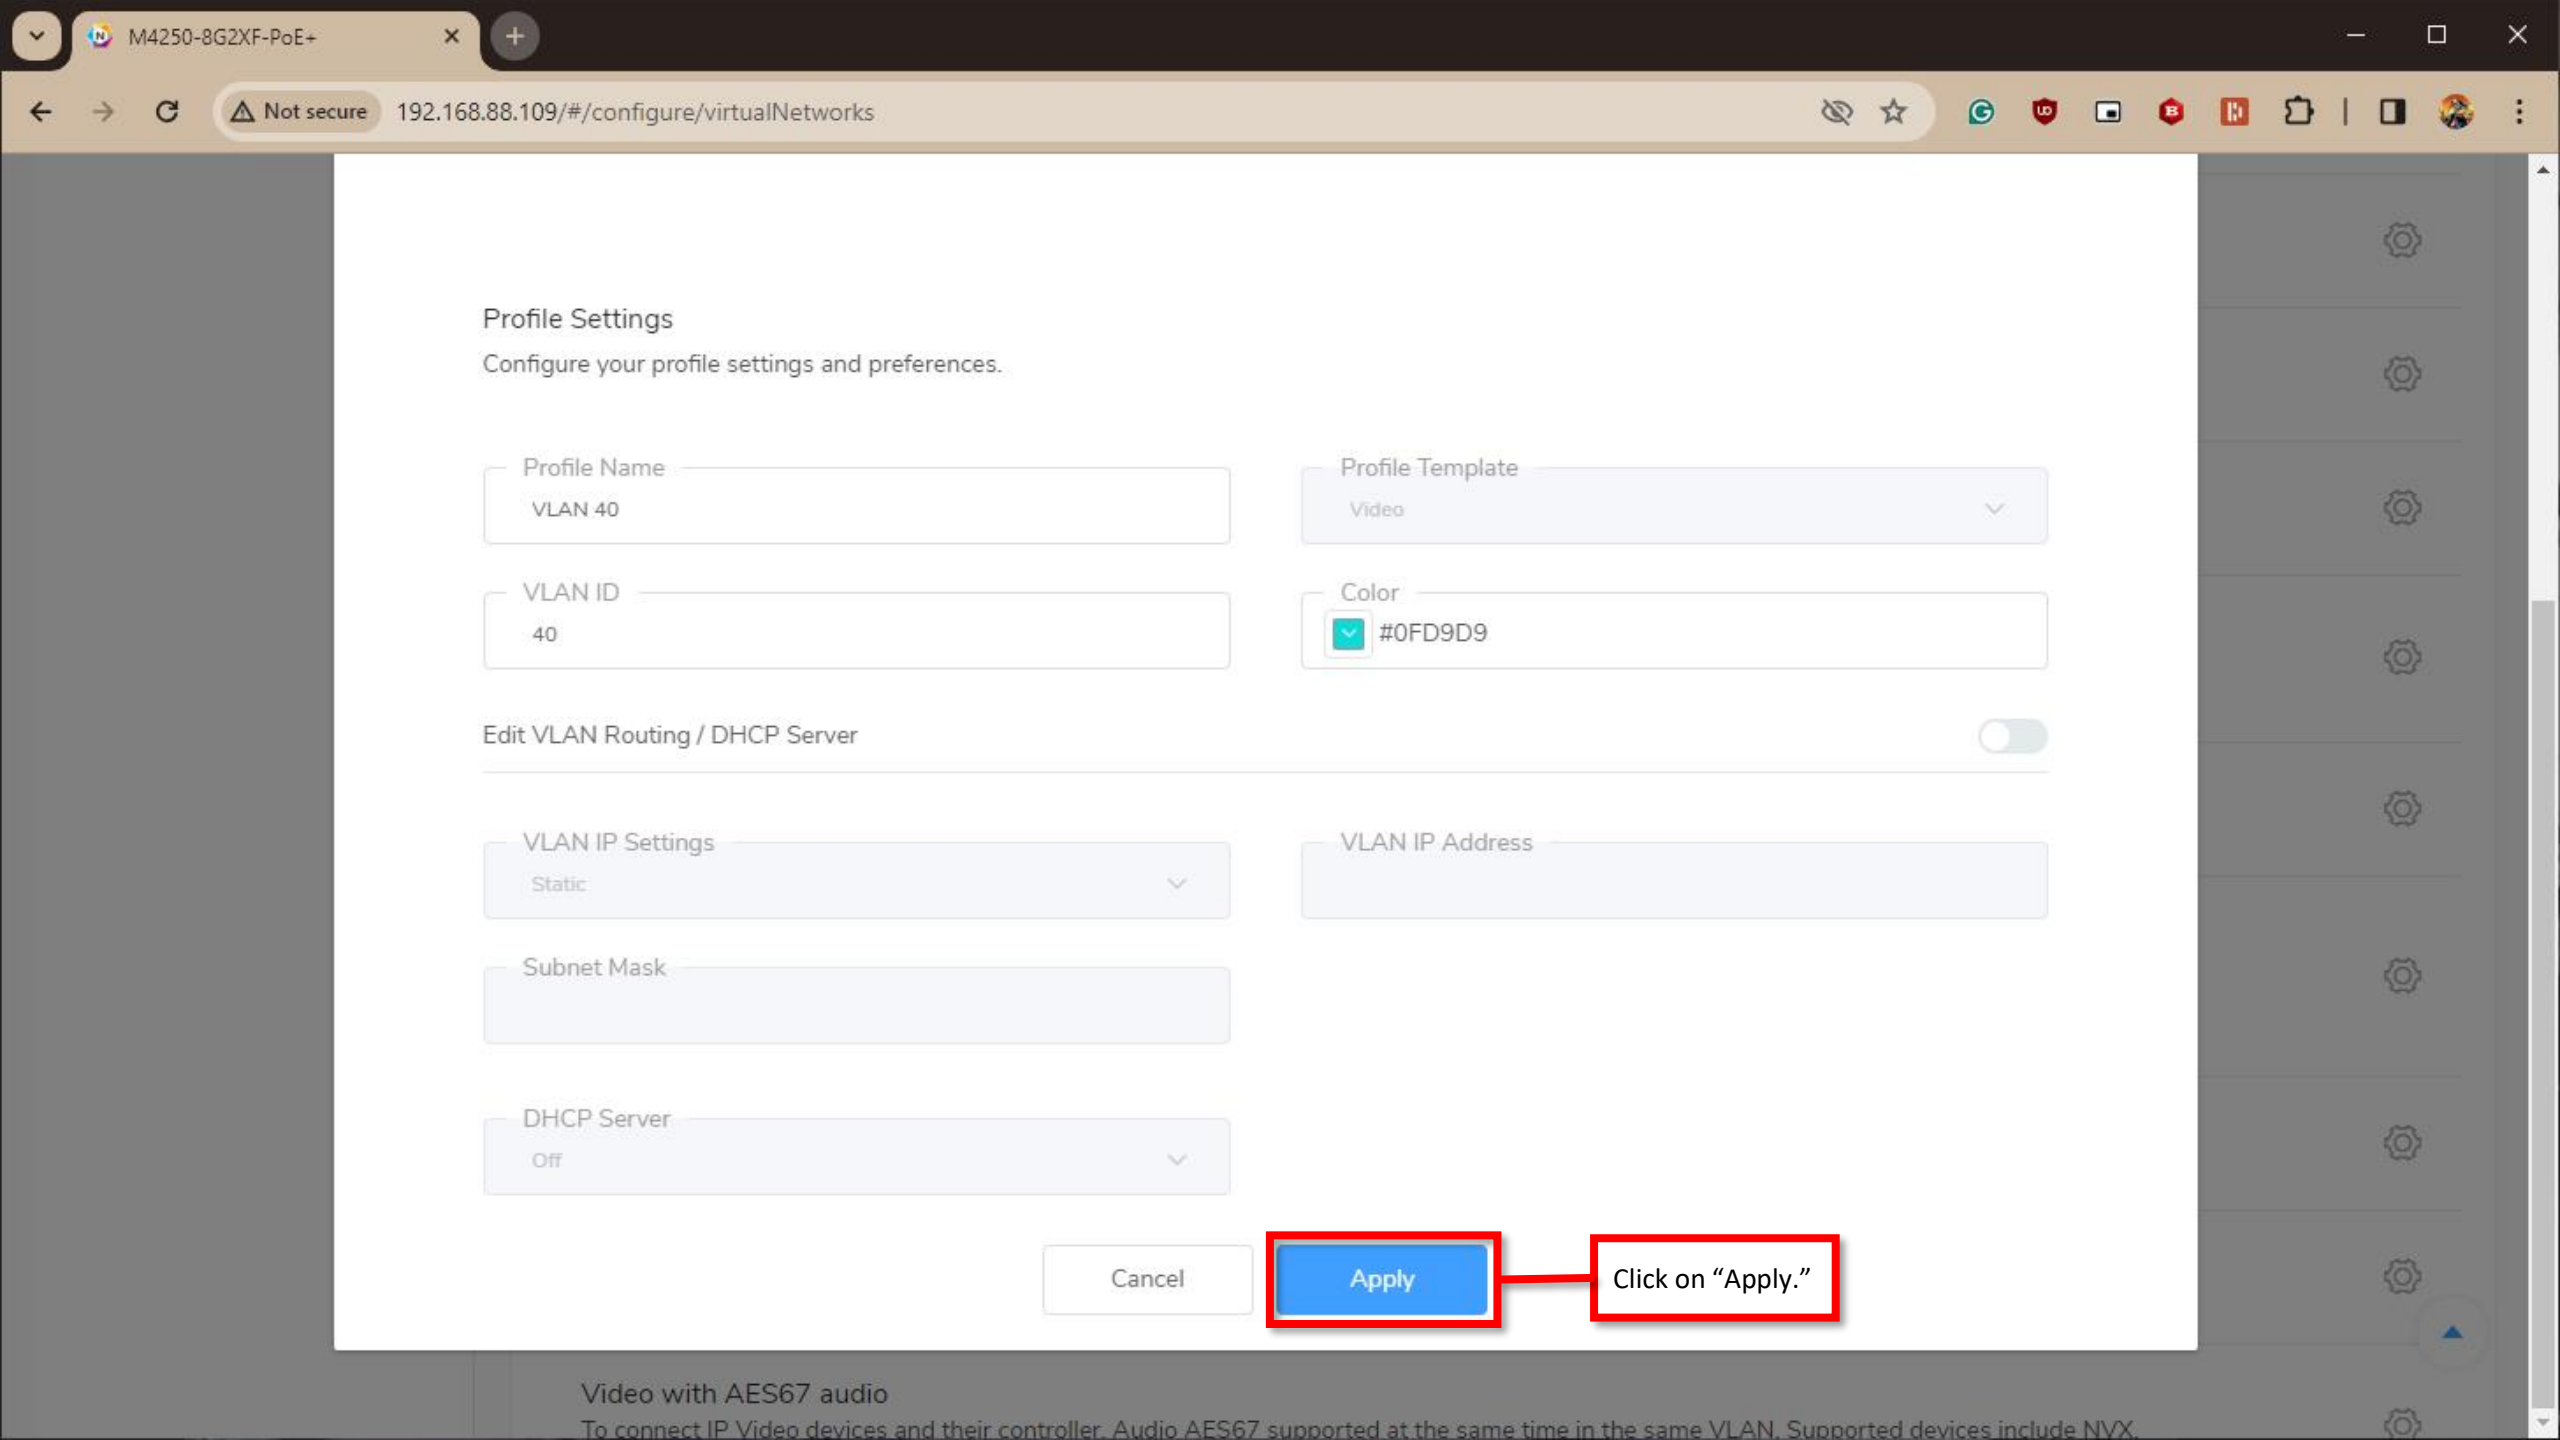 M4250-8G2XF-PoE+
Not secure
192.168.88.109/#/configure/virtualNetworks
Profile Settings
Configure your profile settings and preferences.
Profile Name
VLAN 40
Profile Template
Video
VLAN ID
40
Color
#0FD9D9
Edit VLAN Routing / DHCP Server
VLAN IP Settings
Static
VLAN IP Address
Subnet Mask
DHCP Server
Off
Cancel
Apply
Click on “Apply.”
Video with AES67 audio
To connect IP Video devices and their controller. Audio AES67 supported at the same time in the same VLAN. Supported devices include NVX,